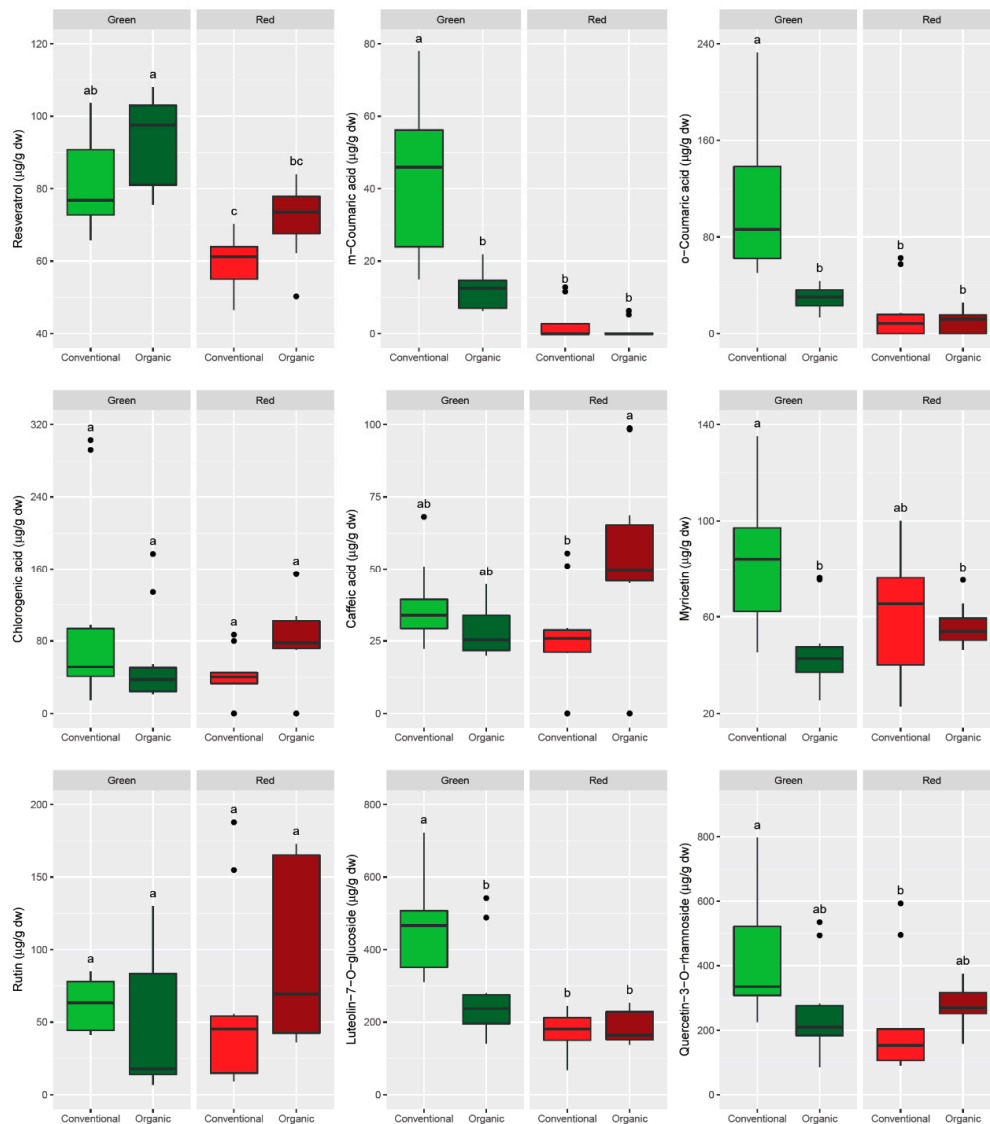 Green Red
Resveratrol (µg/g dw)
120
100
80
60
40
ab
a
c
bc
Conventional Organic Conventional Organic
Green Red
m−Coumaric acid (µg/g dw)
80
60
40
20
0
a
b
b
b
Conventional Organic Conventional Organic
Green Red
o−Coumaric acid (µg/g dw)
240
160
80
0
a
b
b
b
Conventional Organic Conventional Organic
Green Red
Chlorogenic acid (µg/g dw)
320
240
160
80
0
a
a
a
a
Conventional Organic Conventional Organic
Green Red
Caffeic acid (µg/g dw)
100
75
50
25
0
ab
ab
b
a
Conventional Organic Conventional Organic
Green Red
Myricetin (µg/g dw)
140
100
60
20
a
b
ab
b
Conventional Organic Conventional Organic
Green Red
Rutin (µg/g dw)
200
150
100
50
0
a
a
a
a
Conventional Organic Conventional Organic
Green Red
Luteolin−7−O−glucoside (µg/g dw)
800
600
400
200
0
a
b
b
b
Conventional Organic Conventional Organic
Green Red
Quercetin−3−O−rhamnoside (µg/g dw)
800
600
400
200
0
a
ab
b
ab
Conventional Organic Conventional Organic